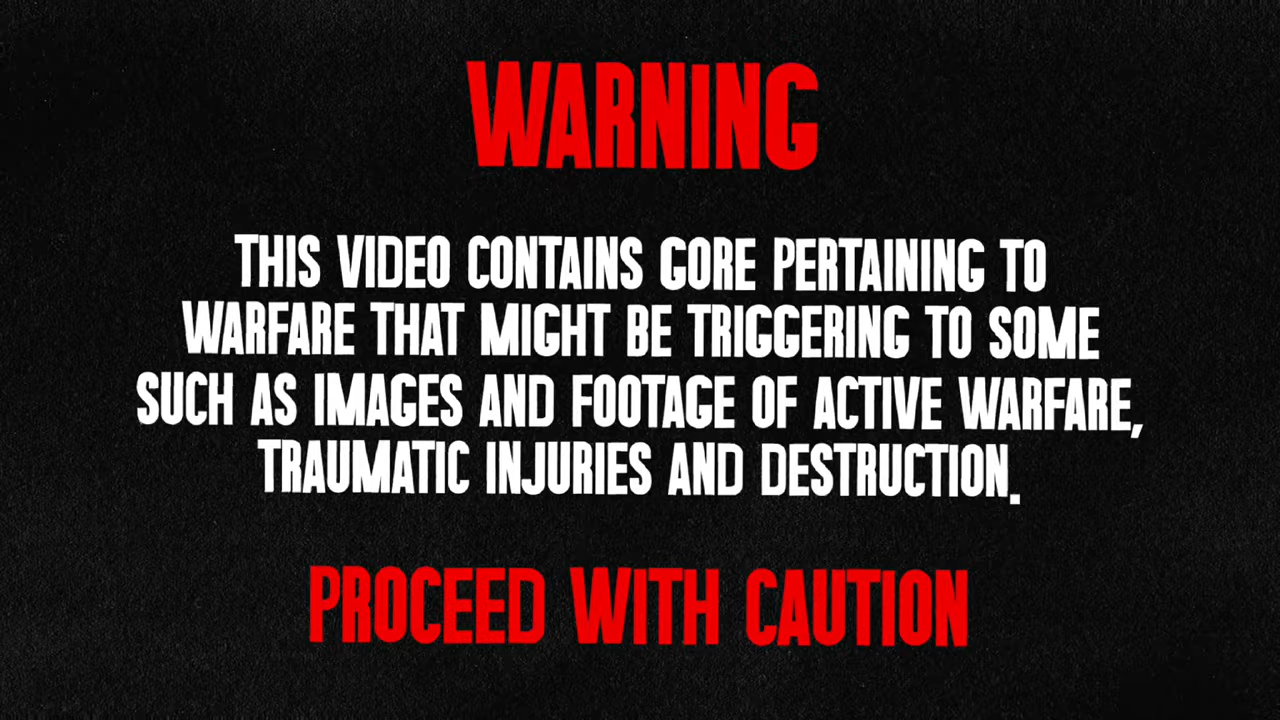 WARNING
THIS VIDEO CONTAINS GORE PERTAINING TO
WARFARE THAT MIGHT BE TRIGGERING TO SOME
SUCH AS IMAGES AND FOOTAGE OF ACTIVE WARFARE,
TRAUMATIC INJURIES AND DESTRUCTION.
PROCEED WITH CAUTION